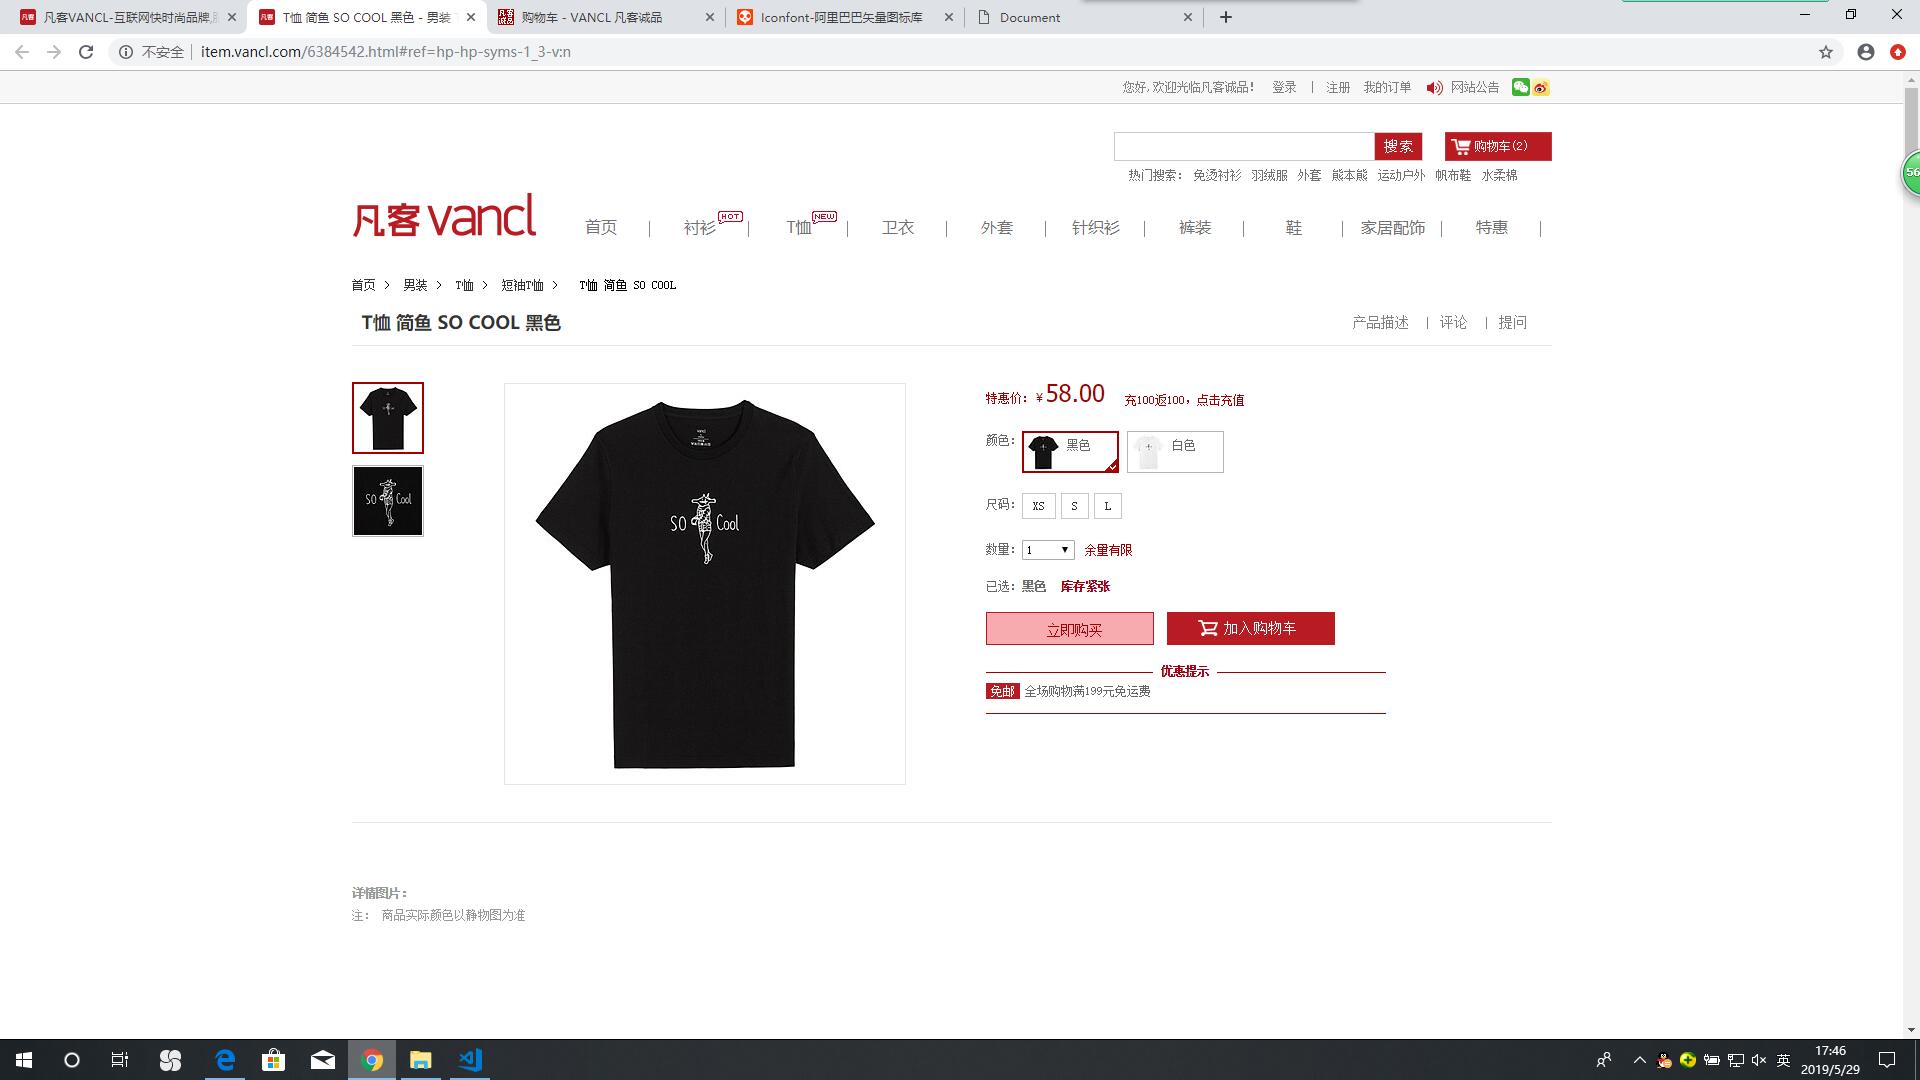 凡客VANCL-互联网快时尚品牌,
T恤 简鱼 SO COOL 黑色 - 男装
购物车 - VANCL 凡客诚品
Iconfont-阿里巴巴矢量图标库
Document
不安全 item.vancl.com/6384542.html#ref=hp-hp-syms-1_3-v:n
您好, 欢迎光临凡客诚品! 登录 | 注册 我的订单 网站公告
搜索 购物车(2)
热门搜索: 免烫衬衫 羽绒服 外套 熊本熊 运动户外 帆布鞋 水柔棉
56
凡客 vancl
首页 | 衬衫 HOT | T恤 NEW | 卫衣 | 外套 | 针织衫 | 裤装 | 鞋 | 家居配饰 | 特惠 |
首页 > 男装 > T恤 > 短袖T恤 > T恤 简鱼 SO COOL
T恤 简鱼 SO COOL 黑色
产品描述 | 评论 | 提问
SO Cool
vancl
SO Cool
特惠价: ¥58.00 充100返100, 点击充值
颜色: 黑色 白色
尺码: XS S L
数量: 1 余量有限
已选: 黑色 库存紧张
立即购买 加入购物车
优惠提示
免邮 全场购物满199元免运费
详情图片:
注: 商品实际颜色以静物图为准
英
17:46
2019/5/29